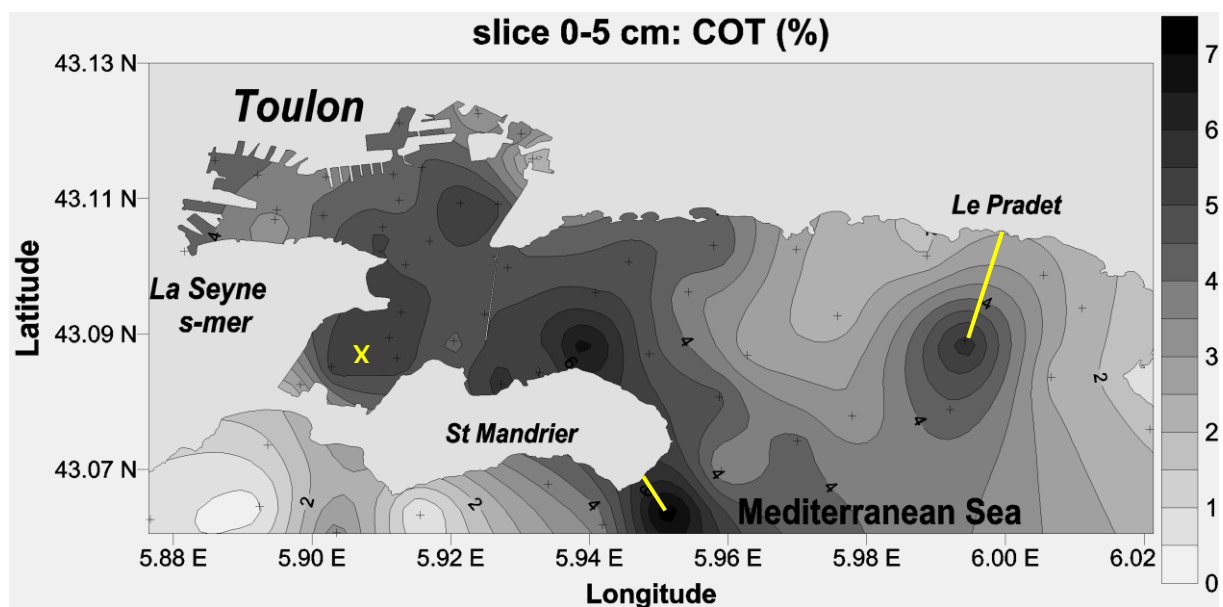 slice 0-5 cm: COT (%)
43.13 N
43.11 N
43.09 N
43.07 N
Latitude
Toulon
Le Pradet
La Seyne
s-mer
X
St Mandrier
Mediterranean Sea
4
4
4
6
2
4
4
4
2
2
4
5.88 E
5.90 E
5.92 E
5.94 E
5.96 E
5.98 E
6.00 E
6.02 E
Longitude
7
6
5
4
3
2
1
0